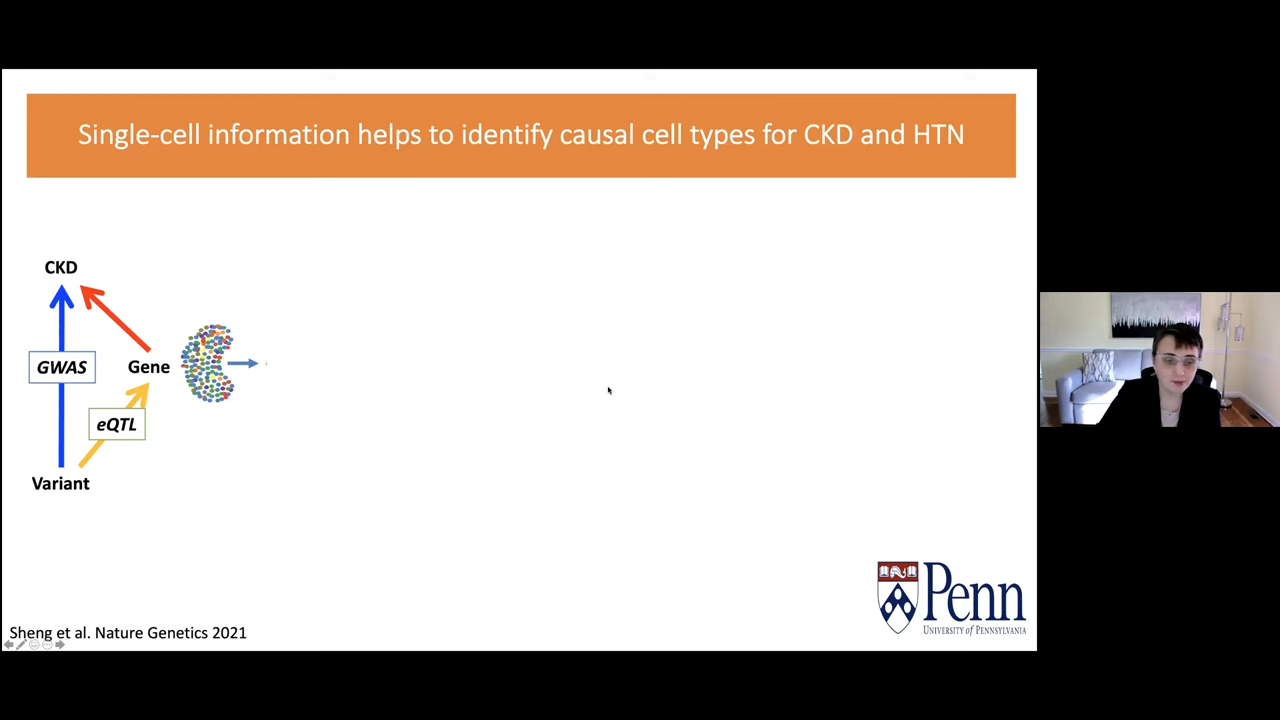 Single-cell information helps to identify causal cell types for CKD and HTN
CKD
GWAS
Gene
eQTL
Variant
Penn
UNIVERSITY of PENNSYLVANIA
Sheng et al. Nature Genetics 2021